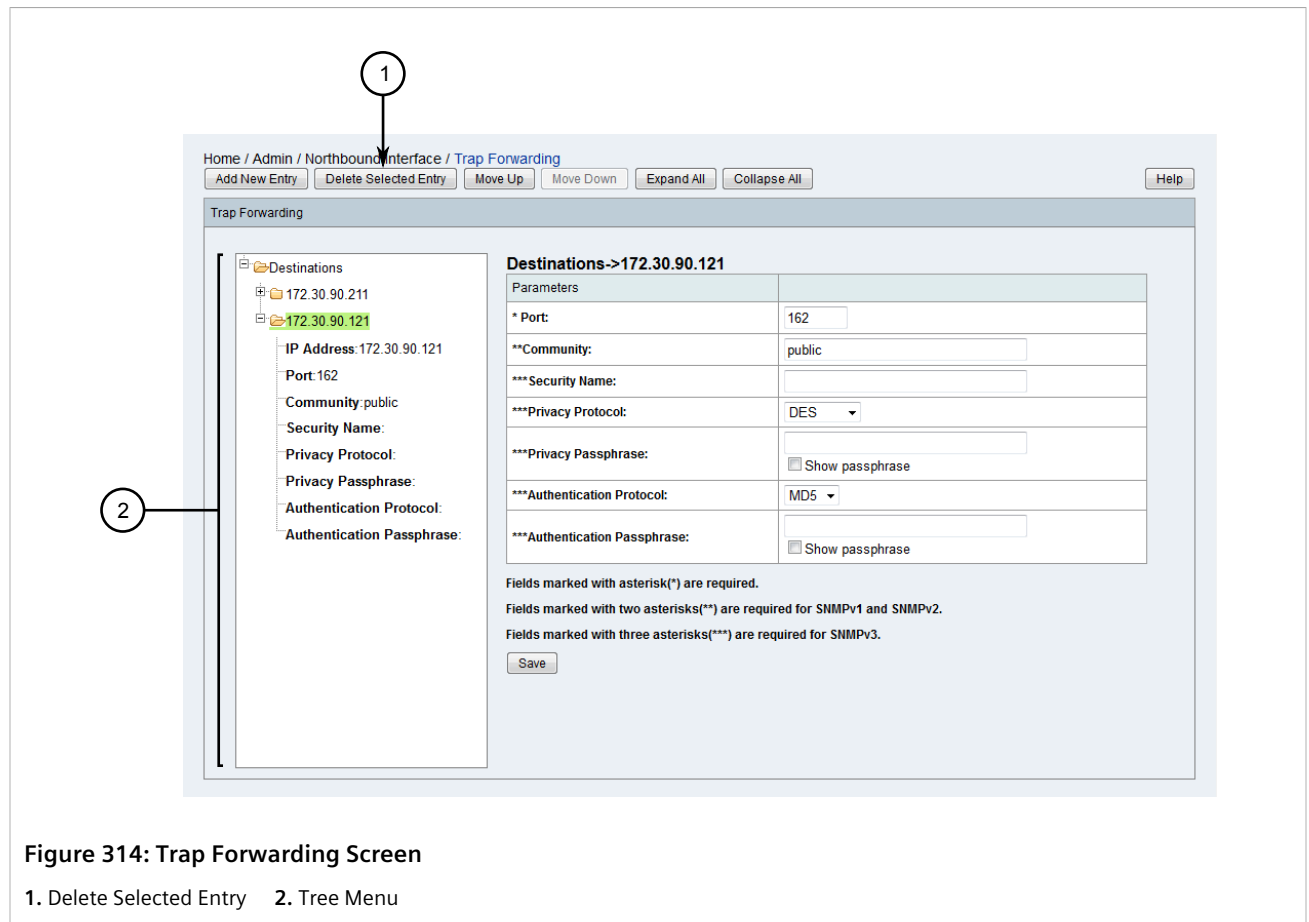 1
Home / Admin / Northbound Interface / Trap Forwarding
Add New Entry Delete Selected Entry Move Up Move Down Expand All Collapse All Help
Trap Forwarding
Destinations
172.30.90.211
172.30.90.121
IP Address:172.30.90.121
Port:162
Community:public
Security Name:
Privacy Protocol:
Privacy Passphrase:
Authentication Protocol:
Authentication Passphrase:
2
Destinations->172.30.90.121
Parameters
* Port: 162
**Community: public
***Security Name:
***Privacy Protocol: DES
***Privacy Passphrase:
Show passphrase
***Authentication Protocol: MD5
***Authentication Passphrase:
Show passphrase
Fields marked with asterisk(*) are required.
Fields marked with two asterisks(**) are required for SNMPv1 and SNMPv2.
Fields marked with three asterisks(***) are required for SNMPv3.
Save
Figure 314: Trap Forwarding Screen
1. Delete Selected Entry 2. Tree Menu